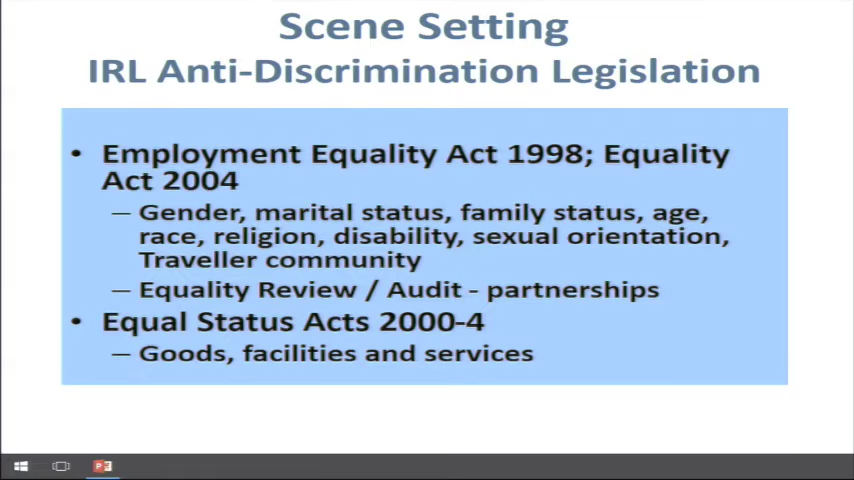 Scene Setting
IRL Anti-Discrimination Legislation
• Employment Equality Act 1998; Equality
Act 2004
– Gender, marital status, family status, age,
race, religion, disability, sexual orientation,
Traveller community
– Equality Review / Audit - partnerships
• Equal Status Acts 2000-4
– Goods, facilities and services